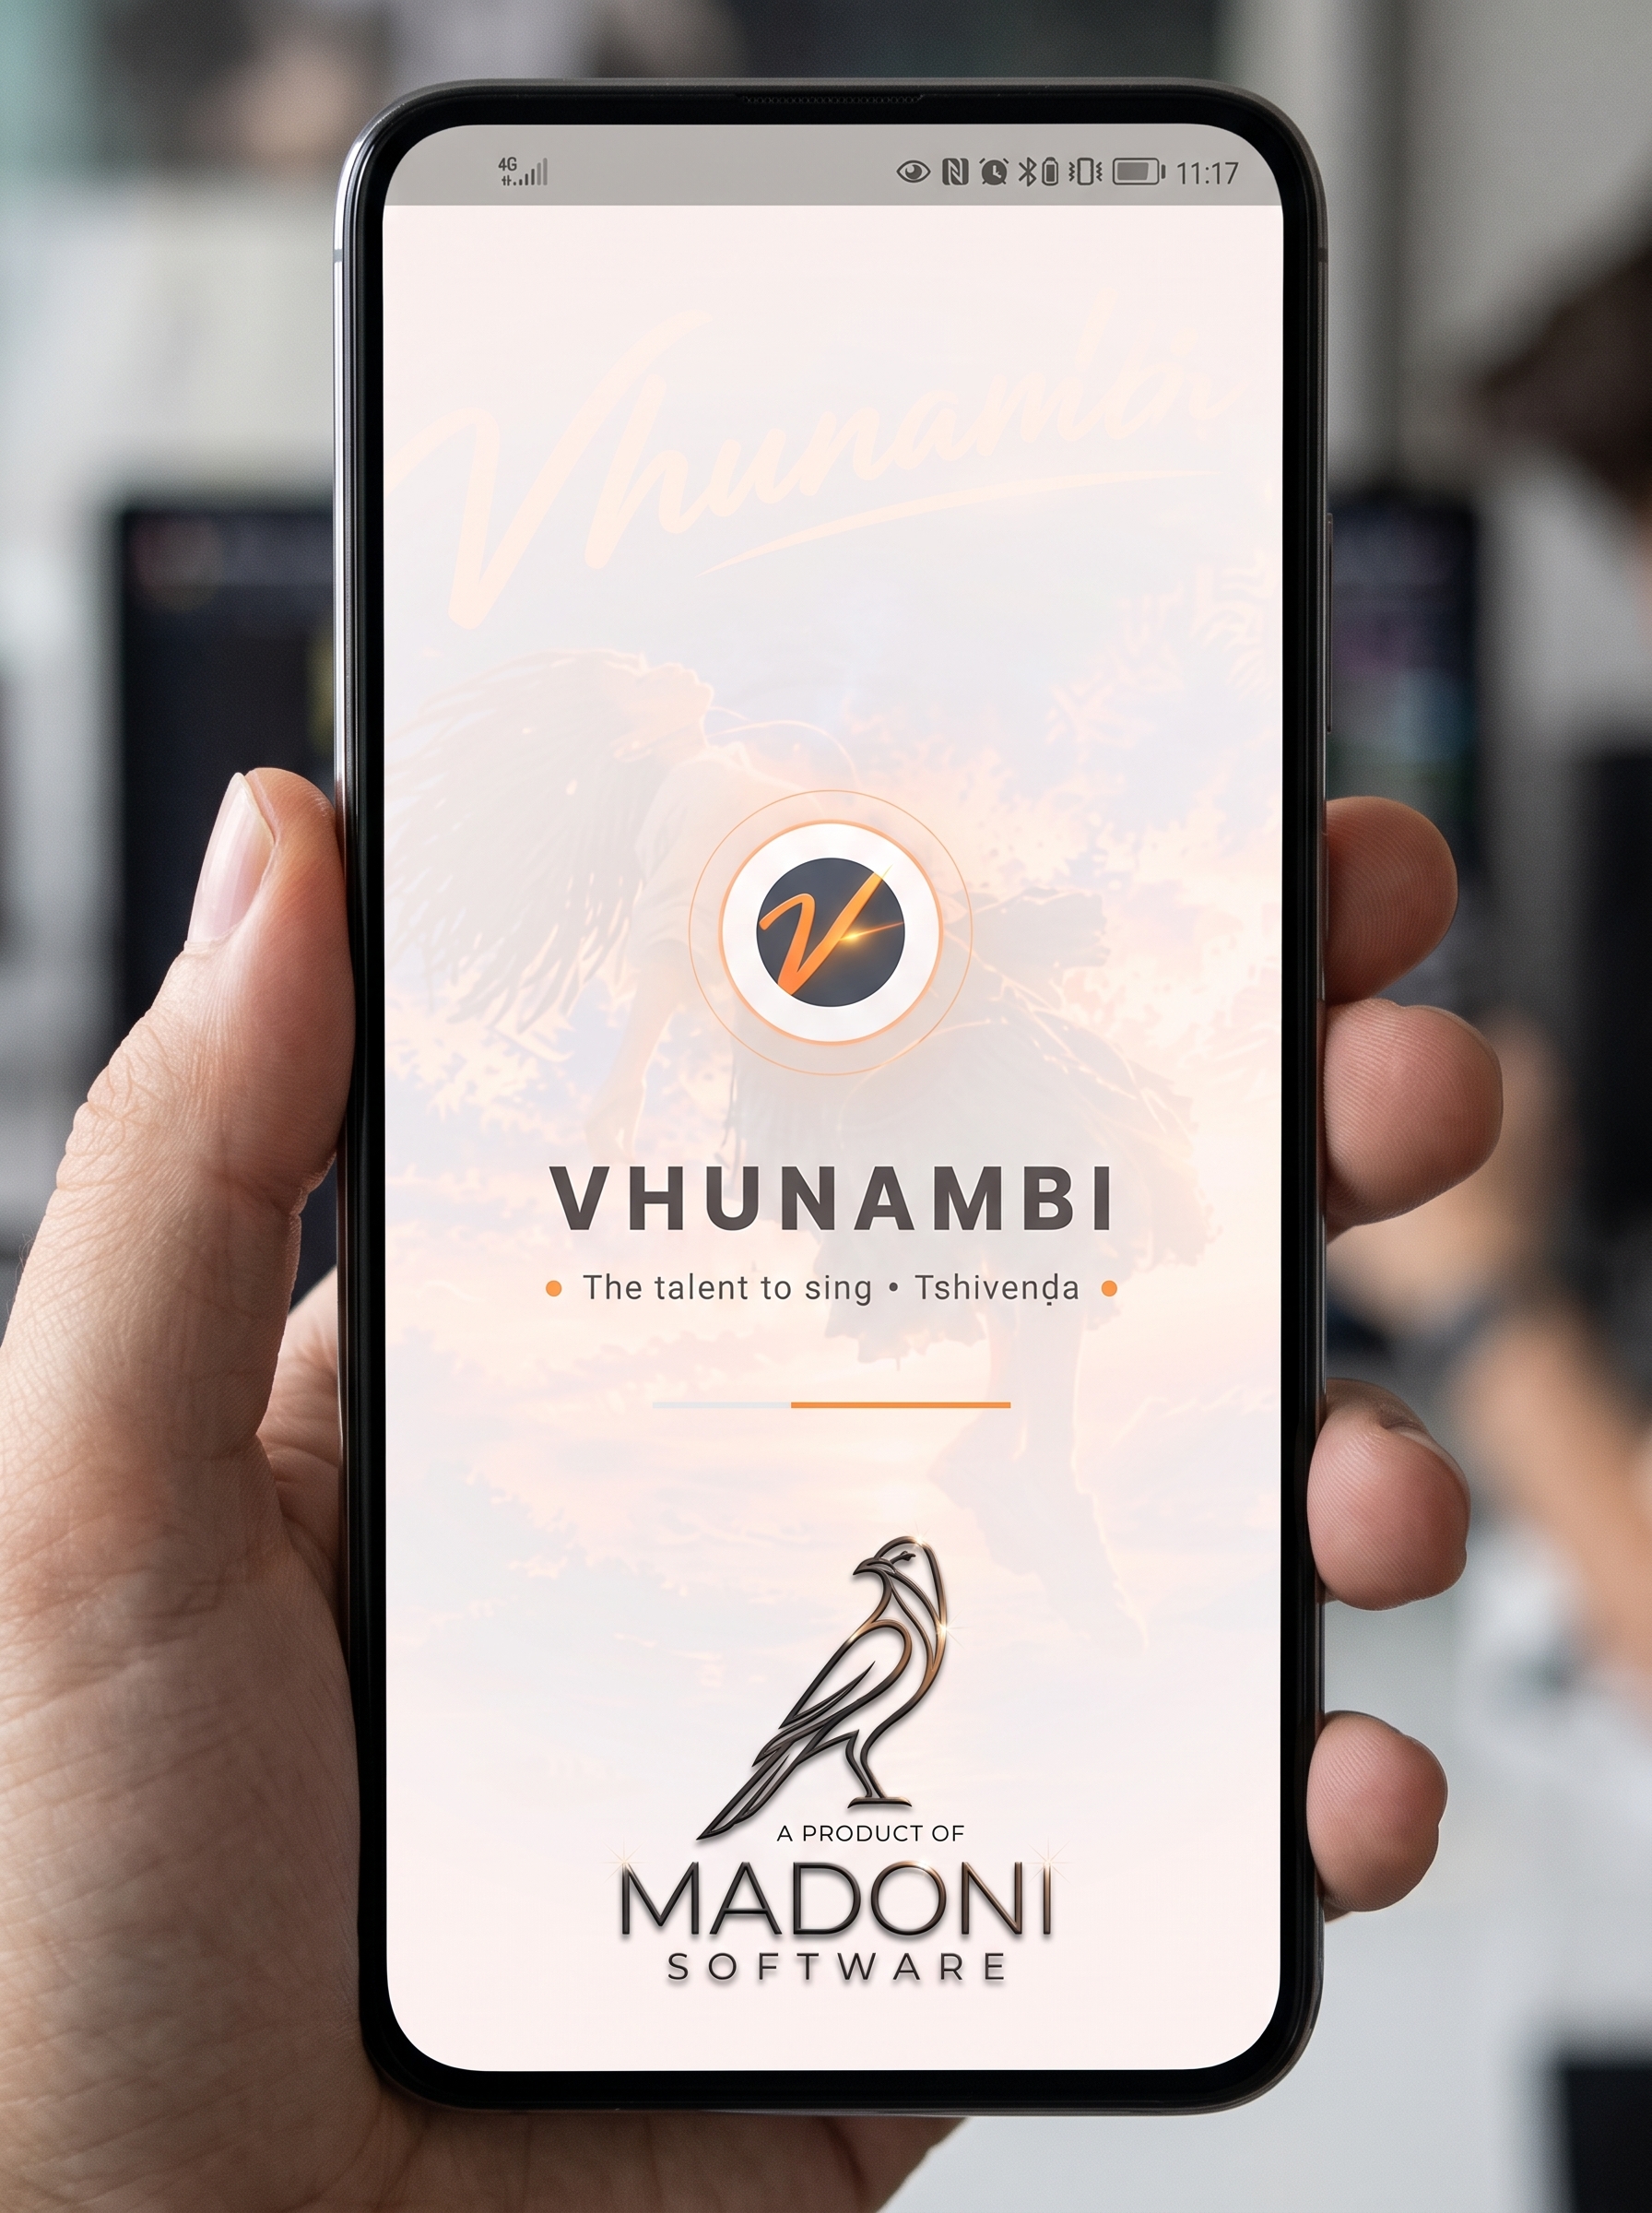 4G
11:17
Vhunambi
V
VHUNAMBI
• The talent to sing • Tshivenḓa •
A PRODUCT OF
MADONI
SOFTWARE